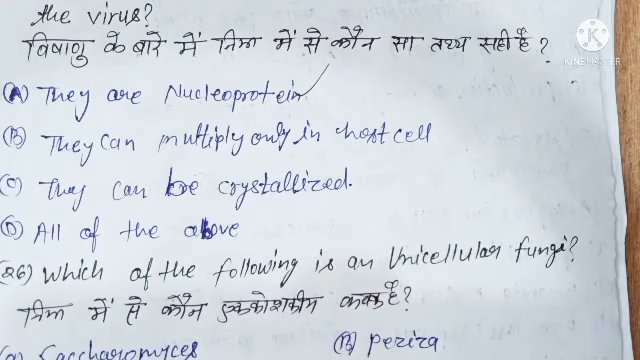 the virus?
विषाणु के बारे में निम्न में से कौन सा तथ्य सही है ?
(A) They are Nucleoprotein
(B) They can multiply only in host cell
(C) They can be crystallized.
(D) All of the above
(26) Which of the following is an Unicellular fungi?
निम्न में से कौन एककोशकीय कवक है?
(a) Saccharomyces (B) peziza
KINEMASTER